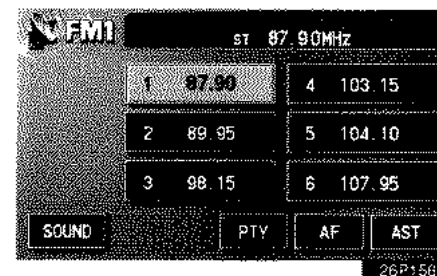 FM1
ST 87.90MHz
1 87.90
4 103.15
2 89.95
5 104.10
3 98.15
6 107.95
SOUND
PTY
AF
AST
26P156